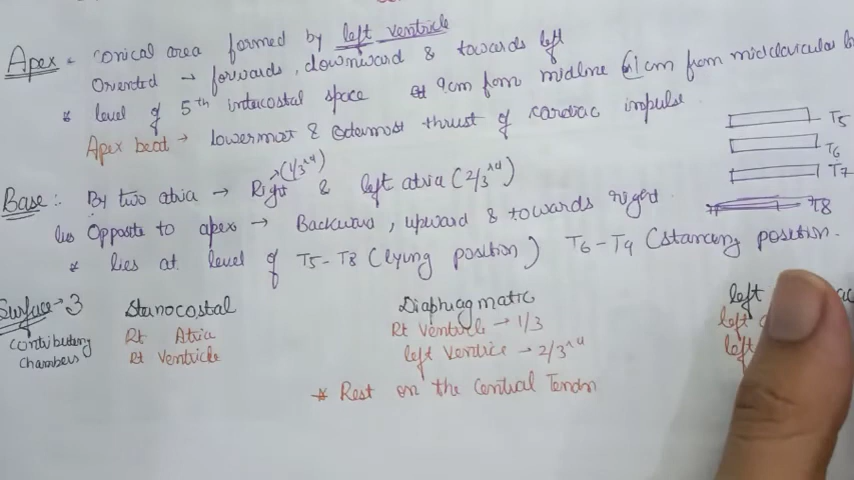 Apex - conical area formed by left ventricle
Oriented → forwards, downward & towards left
* level of 5th intercostal space 9cm from midline 1cm from midclavicular
Apex beat → lowermost & outermost thrust of cardiac impulse.
T5
T6
T7
T8
Base :- By two atria → Right (1/3rd) & left atria (2/3rd)
lies Opposite to apex → Backwards, upward & towards right.
* lies at level of T5-T8 (lying position) T6-T9 (standing position.
Surface → 3 Stenocostal Diaphragmatic left
contributing chambers
Rt Atria Rt Ventricle → 1/3 left
Rt Ventricle left Ventrice → 2/3rd left
* Rest on the Central Tendn